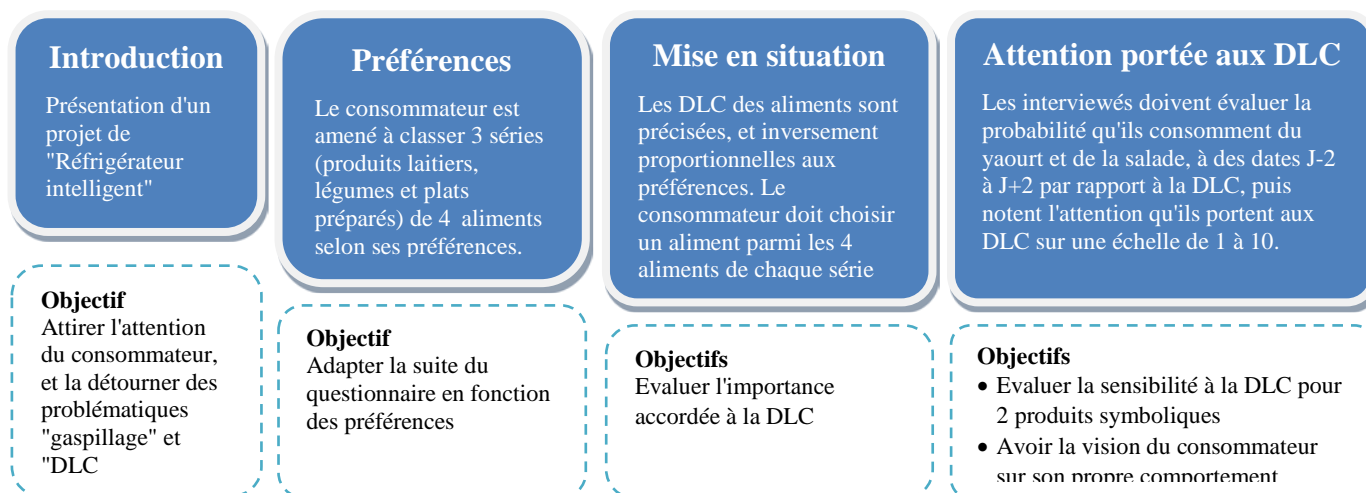 Introduction
Présentation d'un
projet de
"Réfrigérateur
intelligent"
Objectif
Attirer l'attention
du consommateur,
et la détourner des
problématiques
"gaspillage" et
"DLC
Préférences
Le consommateur est
amené à classer 3 séries
(produits laitiers,
légumes et plats
préparés) de 4 aliments
selon ses préférences.
Objectif
Adapter la suite du
questionnaire en fonction
des préférences
Mise en situation
Les DLC des aliments sont
précisées, et inversement
proportionnelles aux
préférences. Le
consommateur doit choisir
un aliment parmi les 4
aliments de chaque série
Objectifs
Evaluer l'importance
accordée à la DLC
Attention portée aux DLC
Les interviewés doivent évaluer la
probabilité qu'ils consomment du
yaourt et de la salade, à des dates J-2
à J+2 par rapport à la DLC, puis
notent l'attention qu'ils portent aux
DLC sur une échelle de 1 à 10.
Objectifs
• Evaluer la sensibilité à la DLC pour
2 produits symboliques
• Avoir la vision du consommateur
sur son propre comportement